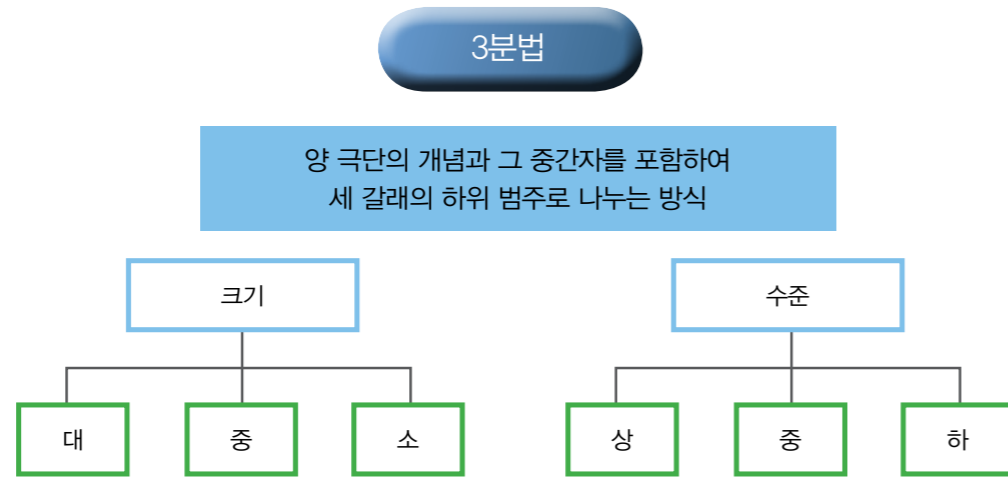 3분법
양 극단의 개념과 그 중간자를 포함하여
세 갈래의 하위 범주로 나누는 방식
크기
수준
대
중
소
상
중
하